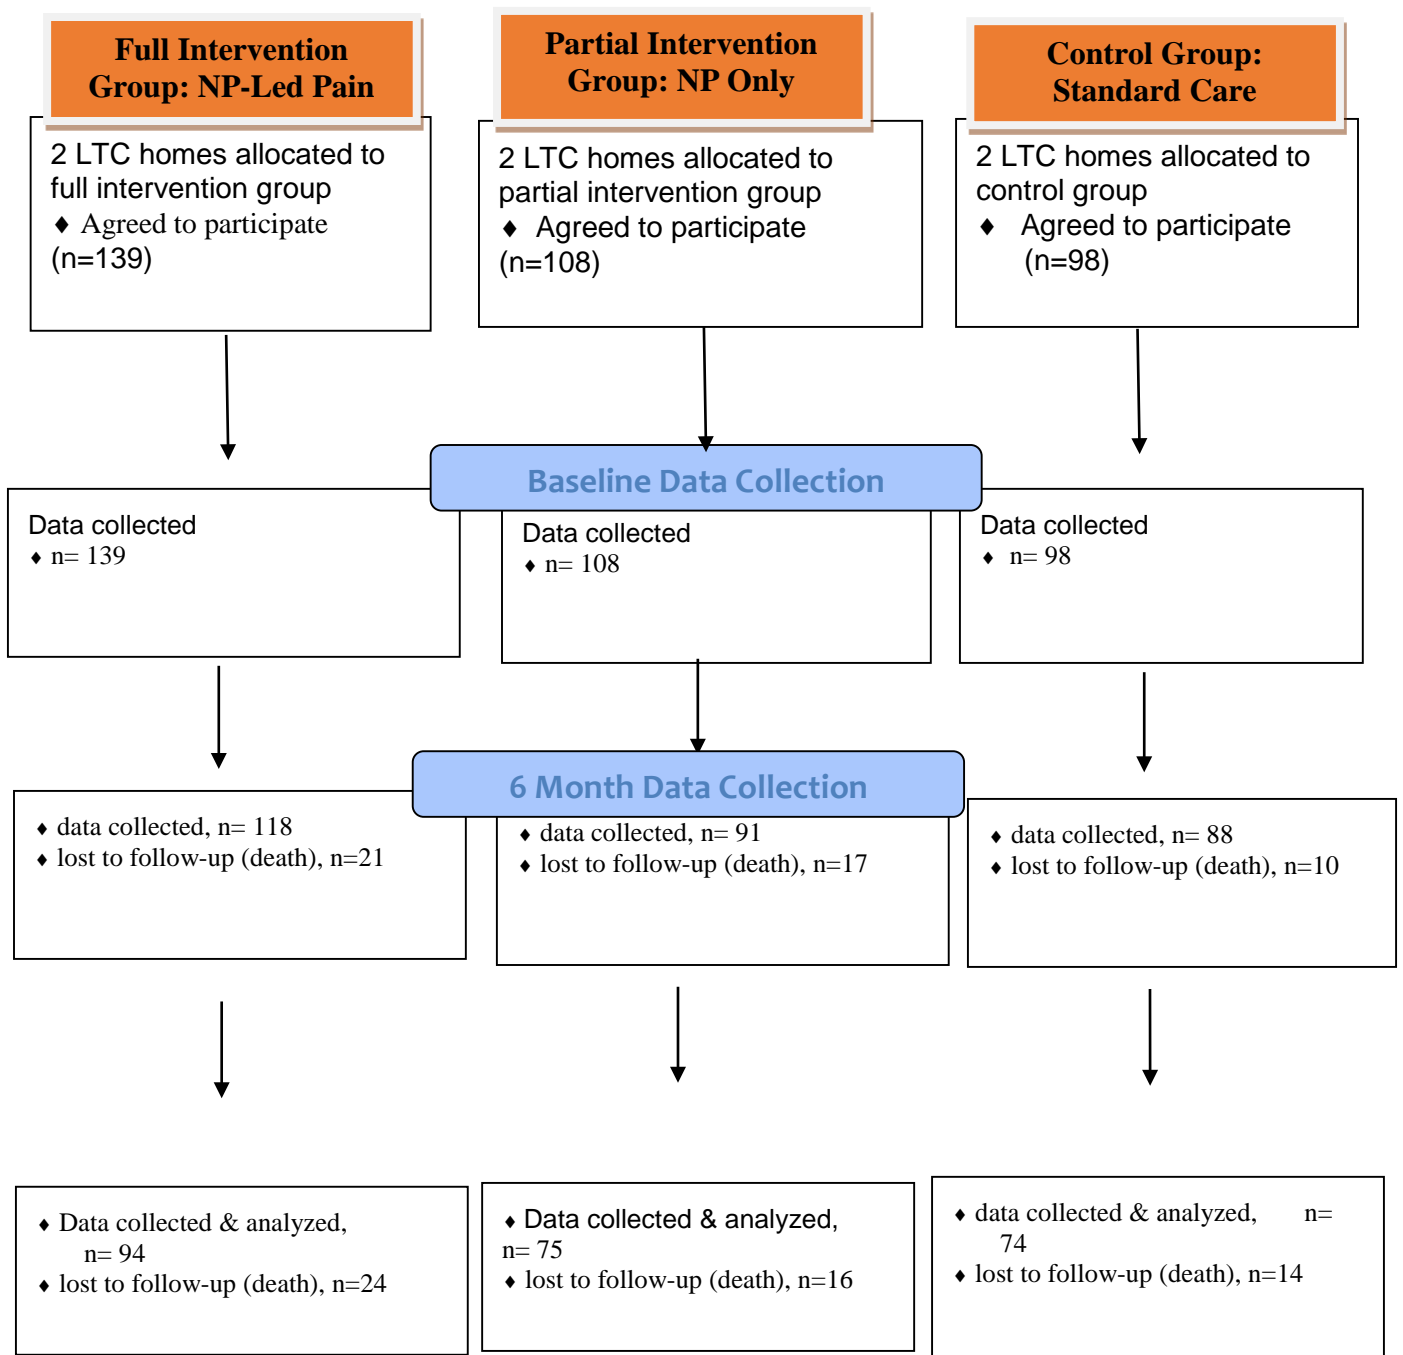 Full Intervention
Group: NP-Led Pain
Partial Intervention
Group: NP Only
Control Group:
Standard Care
2 LTC homes allocated to
full intervention group
♦ Agreed to participate
(n=139)
2 LTC homes allocated to
partial intervention group
♦ Agreed to participate
(n=108)
2 LTC homes allocated to
control group
♦ Agreed to participate
(n=98)
Baseline Data Collection
Data collected
♦ n= 139
Data collected
♦ n= 108
Data collected
♦ n= 98
6 Month Data Collection
♦ data collected, n= 118
♦ lost to follow-up (death), n=21
♦ data collected, n= 91
♦ lost to follow-up (death), n=17
♦ data collected, n= 88
♦ lost to follow-up (death), n=10
♦ Data collected & analyzed,
n= 94
♦ lost to follow-up (death), n=24
♦ Data collected & analyzed,
n= 75
♦ lost to follow-up (death), n=16
♦ data collected & analyzed, n=
74
♦ lost to follow-up (death), n=14